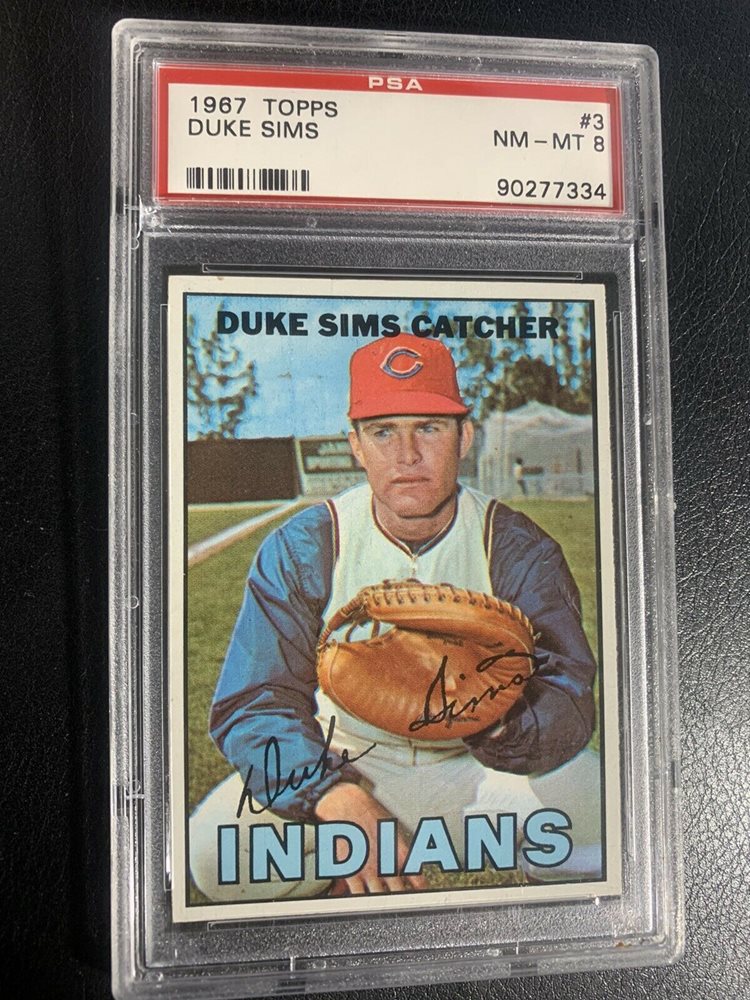 PSA
1967 TOPPS #3
DUKE SIMS NM - MT 8
90277334
DUKE SIMS CATCHER
C
Duke Sims
INDIANS